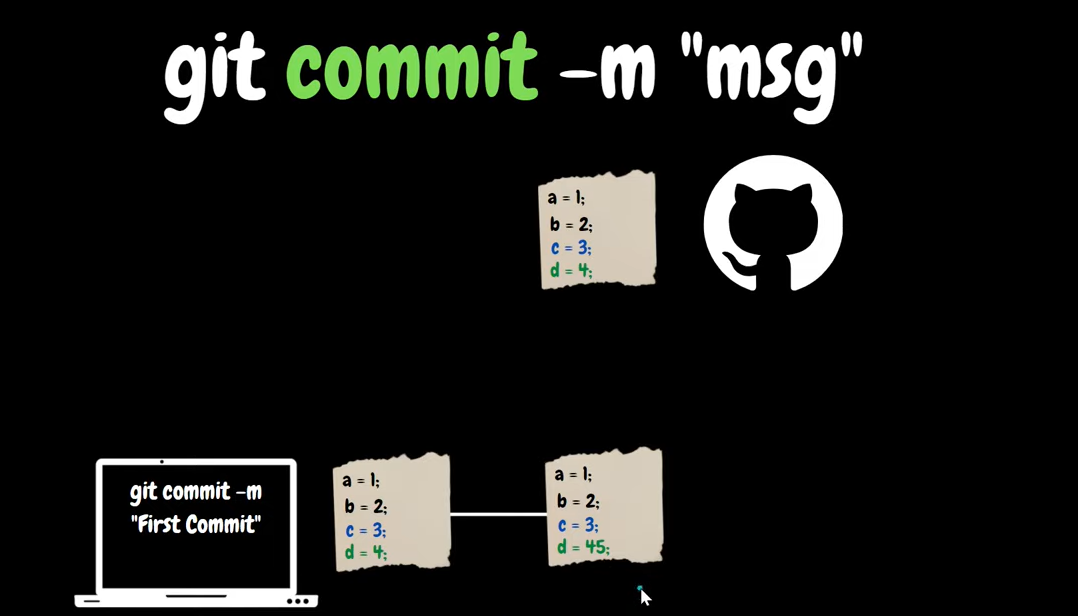 git commit -m "msg"
a = 1;
b = 2;
c = 3;
d = 4;
git commit -m
"First Commit"
a = 1;
b = 2;
c = 3;
d = 4;
a = 1;
b = 2;
c = 3;
d = 45;